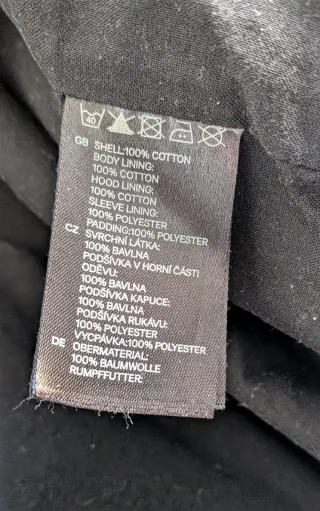 40
GB SHELL:100% COTTON
BODY LINING:
100% COTTON
HOOD LINING:
100% COTTON
SLEEVE LINING:
100% POLYESTER
PADDING:100% POLYESTER
CZ SVRCHNÍ LÁTKA:
100% BAVLNA
PODŠÍVKA V HORNÍ ČÁSTI
ODĚVU:
100% BAVLNA
PODŠÍVKA KAPUCE:
100% BAVLNA
PODŠÍVKA RUKÁVU:
100% POLYESTER
VYCPÁVKA:100% POLYESTER
DE OBERMATERIAL:
100% BAUMWOLLE
RUMPFFUTTER: